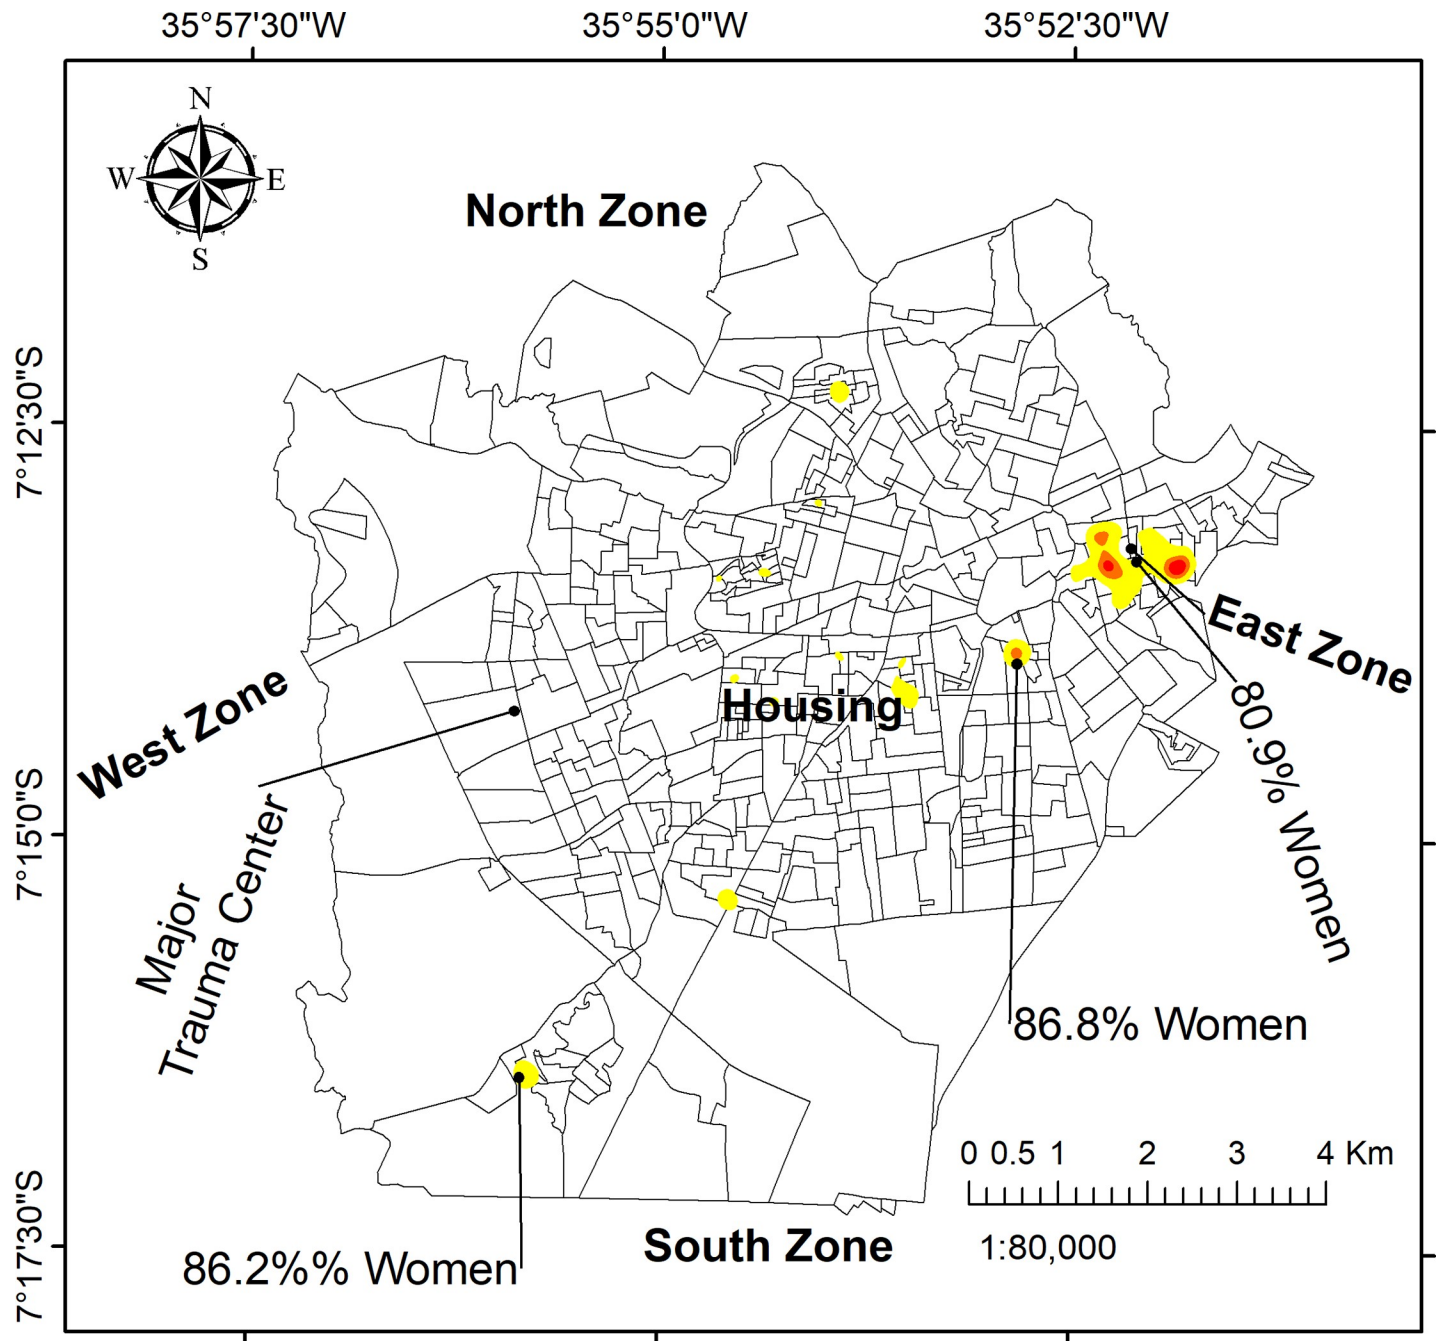 35°57'30"W
35°55'0"W
35°52'30"W
N
W
E
S
North Zone
7°12'30"S
East Zone
West Zone
Housing
80.9% Women
7°15'0"S
Major
Trauma Center
86.8% Women
0 0.5 1 2 3 4 Km
1:80,000
South Zone
86.2%% Women
7°17'30"S